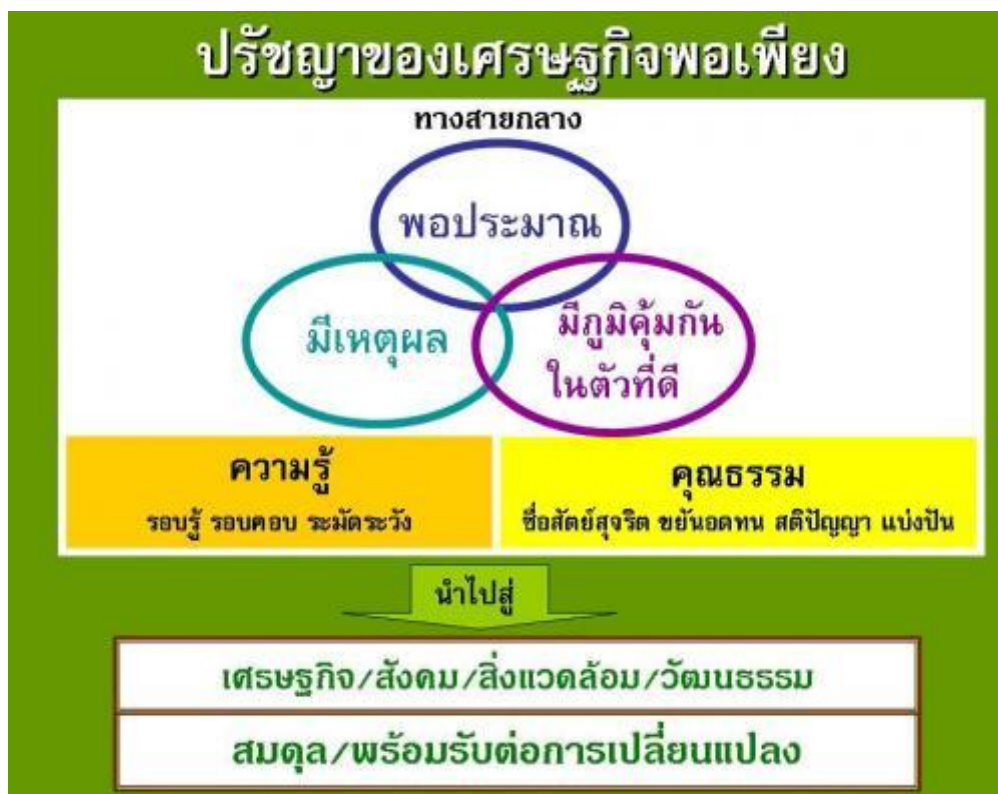 ปรัชญาของเศรษฐกิจพอเพียง
ทางสายกลาง
พอประมาณ
มีเหตุผล
มีภูมิคุ้มกัน
ในตัวที่ดี
ความรู้
รอบรู้ รอบคอบ ระมัดระวัง
คุณธรรม
ซื่อสัตย์สุจริต ขยันอดทน สติปัญญา แบ่งปัน
นำไปสู่
เศรษฐกิจ/สังคม/สิ่งแวดล้อม/วัฒนธรรม
สมดุล/พร้อมรับต่อการเปลี่ยนแปลง